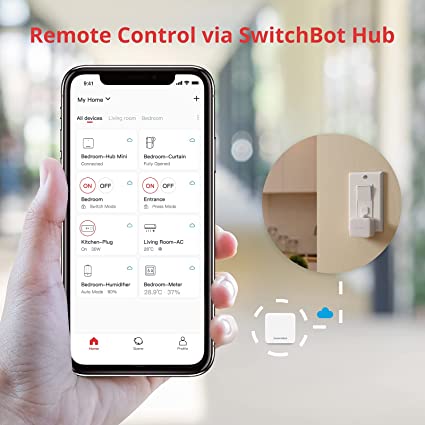 Remote Control via SwitchBot Hub
9:41
My Home
All devices Living room Bedroom
Bedroom-Hub Mini
Connected
Bedroom-Curtain
Fully Opened
ON OFF
Bedroom
Switch Mode
ON OFF
Entrance
Press Mode
Kitchen-Plug
On 30W
Living Room-AC
26°C
Bedroom-Humidifier
Auto Mode 60%
Bedroom-Meter
26.9°C 37%
Home
Scene
Profile